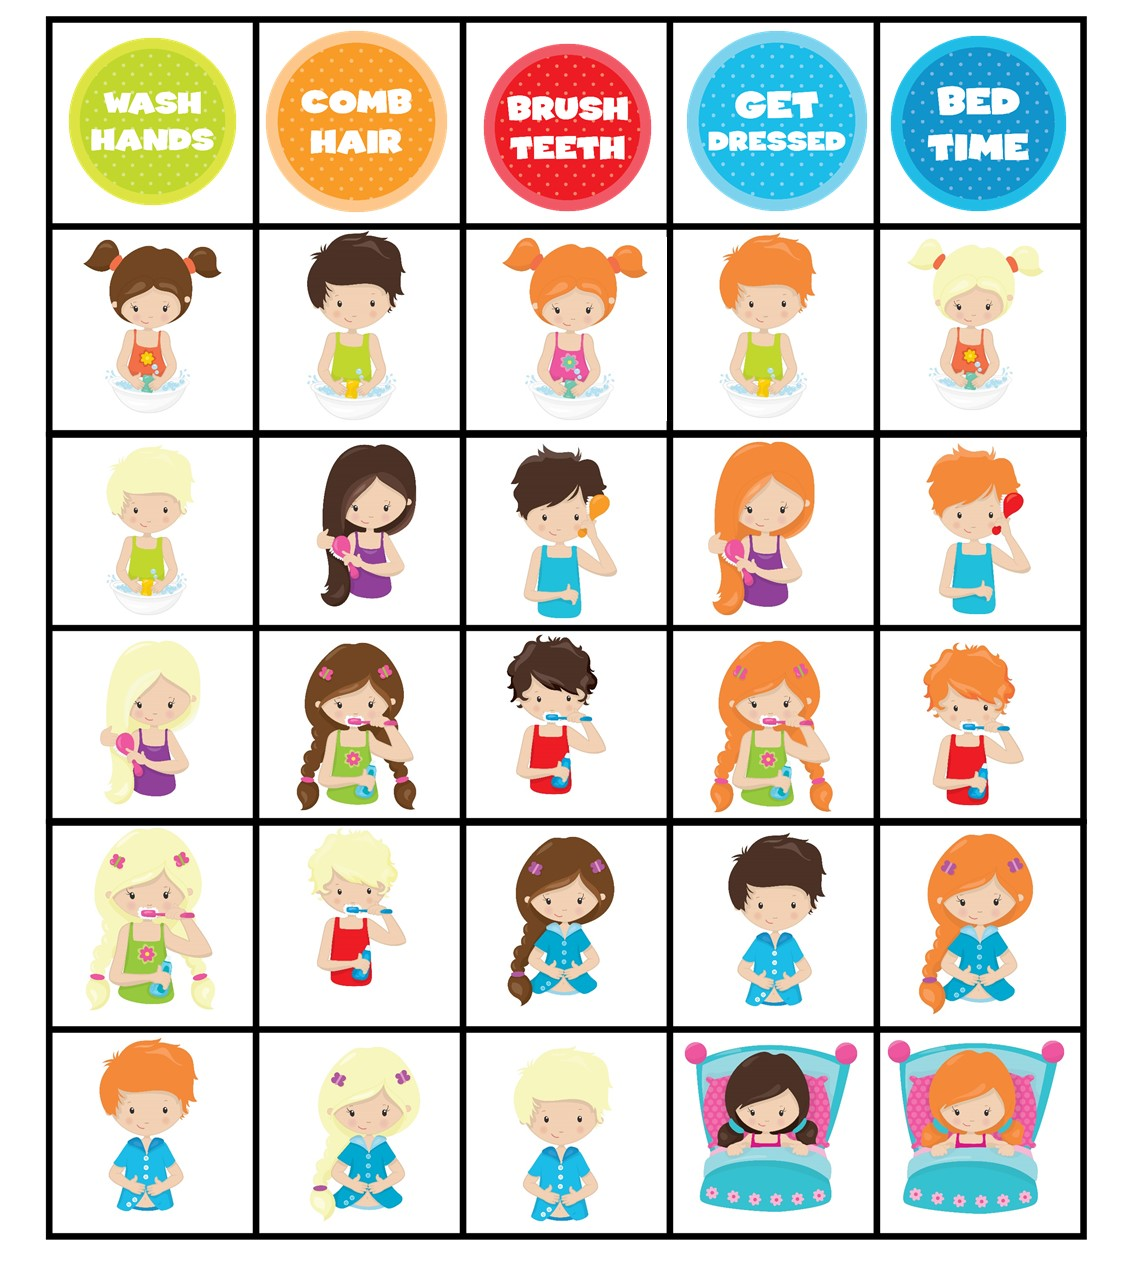 WASH
HANDS
COMB
HAIR
BRUSH
TEETH
GET
DRESSED
BED
TIME